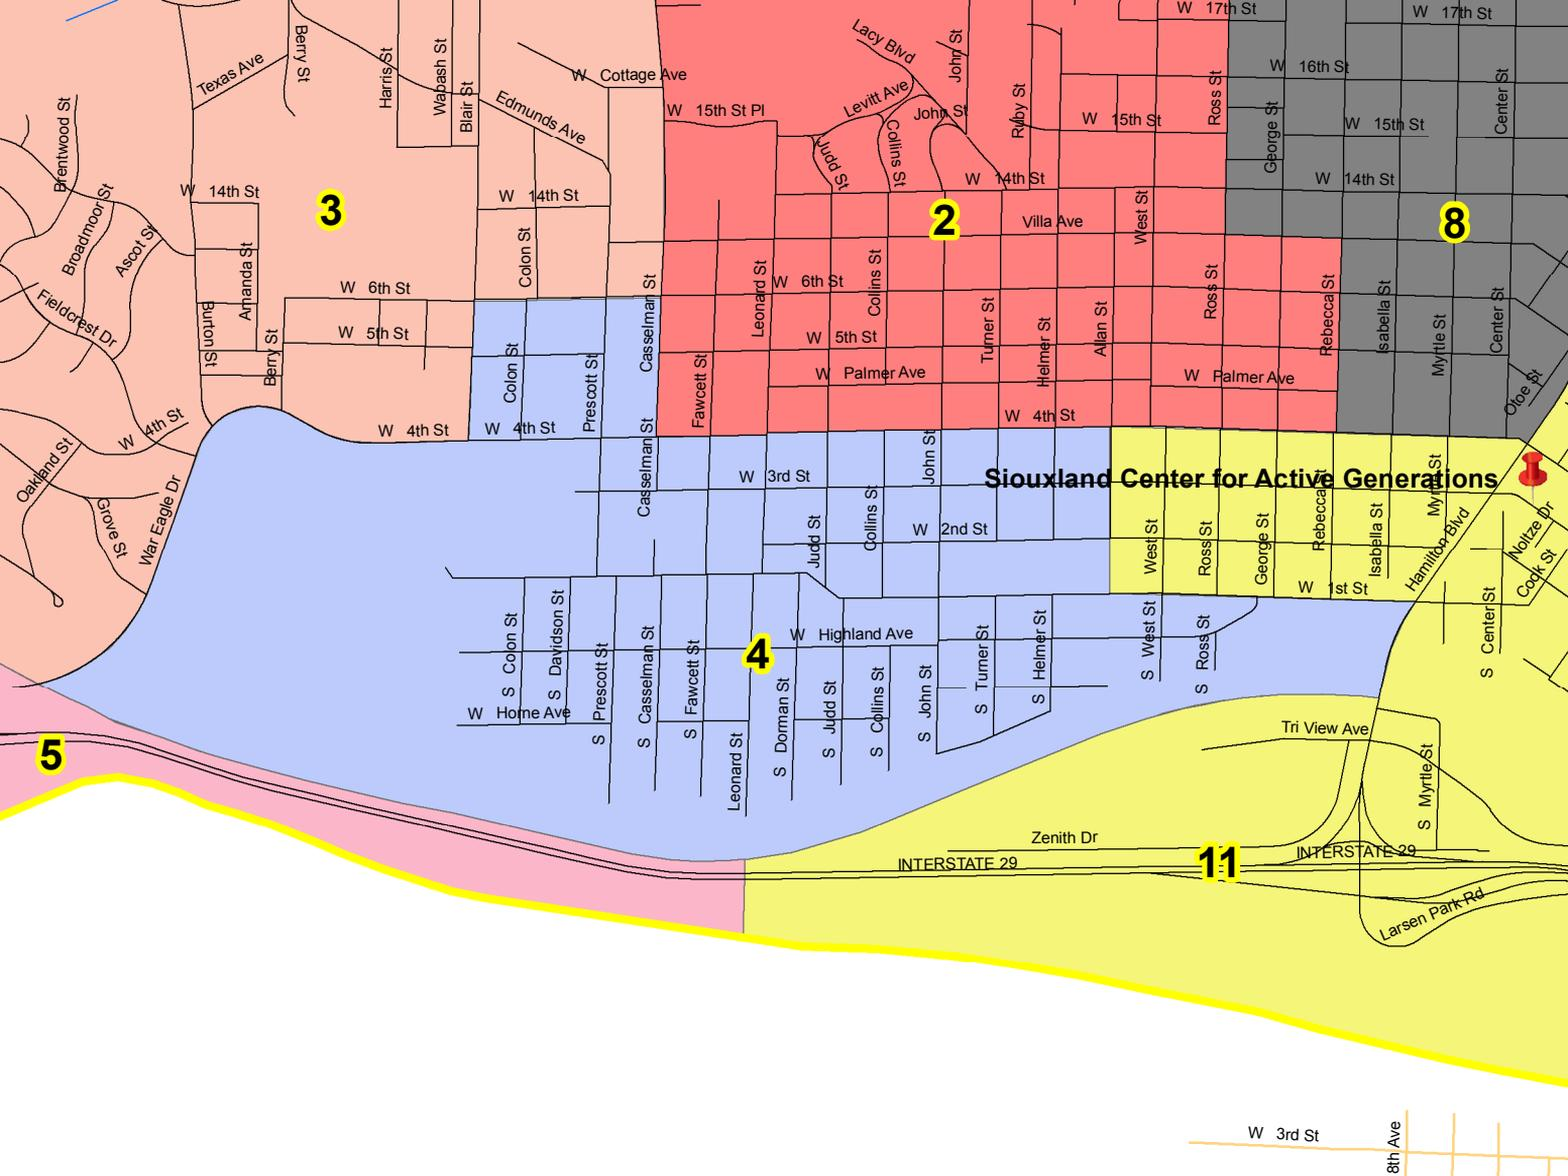 W 17th St
W 17th St
Lacy Blvd
John St
Berry St
Texas Ave
Harris St
Wabash St
Blair St
W Cottage Ave
Edmunds Ave
W 15th St Pl
Levitt Ave
John St
Ruby St
W 15th St
Ross St
W 16th St
George St
W 15th St
Center St
Brentwood St
Broadmoor St
Ascot St
W 14th St
3
W 14th St
Judd St
Collins St
W 14th St
2
Villa Ave
West St
W 14th St
8
Fieldcrest Dr
Amanda St
Burton St
Berry St
W 6th St
W 5th St
Colon St
Casselman St
Leonard St
W 6th St
Collins St
W 5th St
Turner St
Helmer St
Allan St
Ross St
Rebecca St
Isabella St
Myrtle St
Center St
Otoe St
Colon St
Prescott St
Fawcett St
W Palmer Ave
W Palmer Ave
W 4th St
W 4th St
W 4th St
W 4th St
Oakland St
Grove St
War Eagle Dr
Casselman St
W 3rd St
John St
Siouxland Center for Active Generations
Judd St
Collins St
W 2nd St
West St
Ross St
George St
Rebecca St
Isabella St
Myrtle St
Hamilton Blvd
Noltze Dr
Cook St
W 1st St
S Colon St
S Davidson St
S Prescott St
S Casselman St
S Fawcett St
4
W Highland Ave
W Home Ave
Leonard St
S Dorman St
S Judd St
S Collins St
S John St
S Turner St
S Helmer St
S West St
S Ross St
S Center St
5
Tri View Ave
S Myrtle St
Zenith Dr
INTERSTATE 29
11
INTERSTATE 29
Larsen Park Rd
W 3rd St
8th Ave